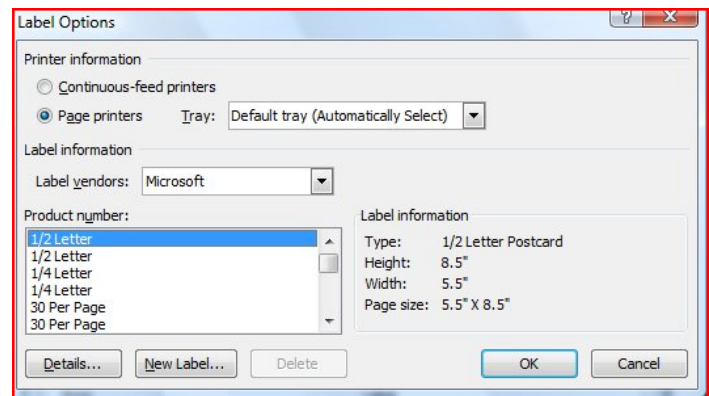 Label Options
Printer information
Continuous-feed printers
Page printers Tray: Default tray (Automatically Select)
Label information
Label vendors: Microsoft
Product number:
1/2 Letter
1/2 Letter
1/4 Letter
1/4 Letter
30 Per Page
30 Per Page
Label information
Type: 1/2 Letter Postcard
Height: 8.5"
Width: 5.5"
Page size: 5.5" X 8.5"
Details... New Label... Delete OK Cancel